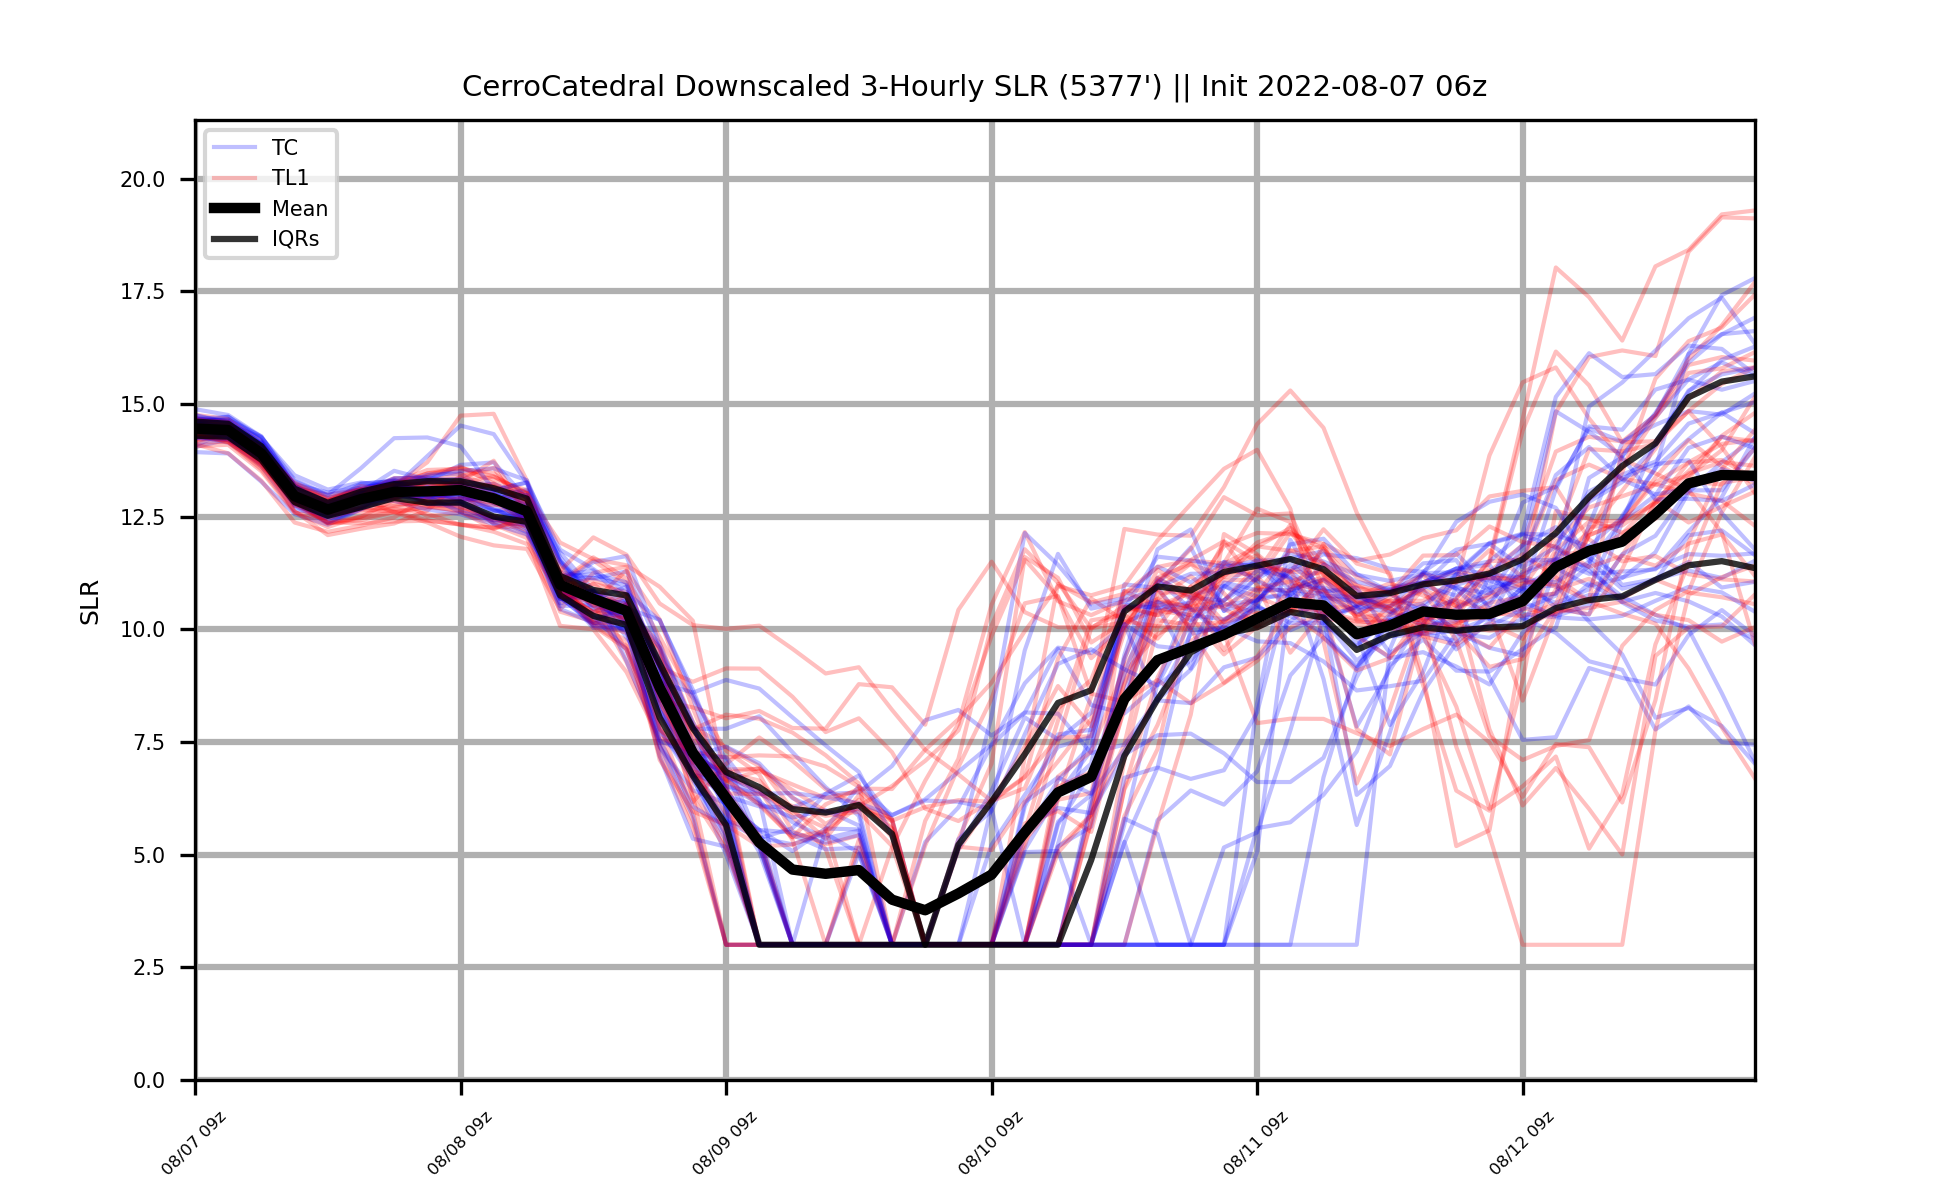 CerroCatedral Downscaled 3-Hourly SLR (5377') || Init 2022-08-07 06z
TC
TL1
Mean
IQRs
20.0
17.5
15.0
12.5
10.0
7.5
5.0
2.5
0.0
SLR
08/07 09z
08/08 09z
08/09 09z
08/10 09z
08/11 09z
08/12 09z